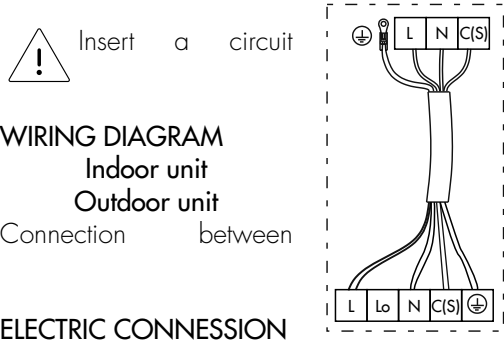 Insert a circuit
WIRING DIAGRAM
Indoor unit
Outdoor unit
Connection between
ELECTRIC CONNESSION
L N C(S)
L Lo N C(S)